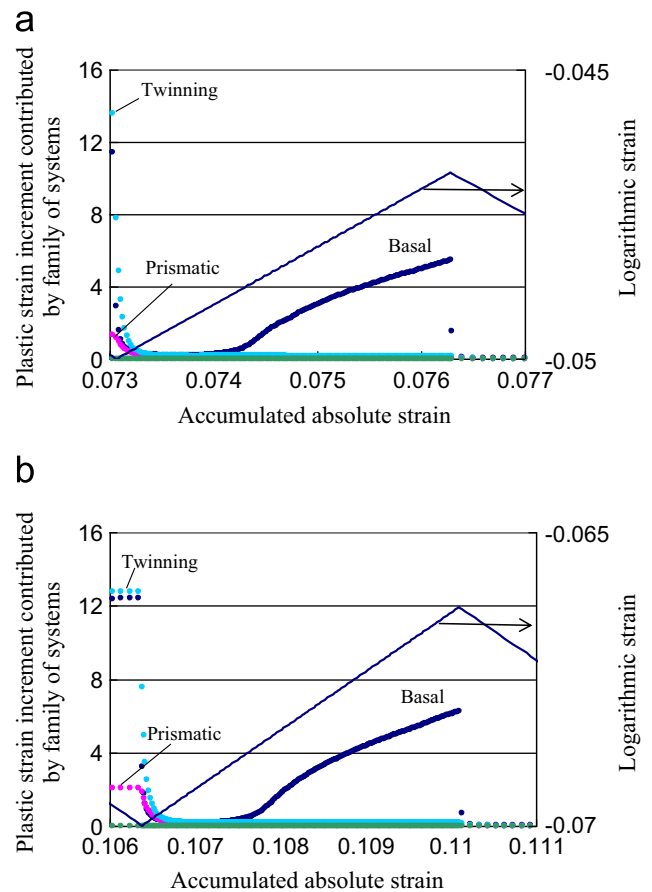 a
Plastic strain increment contributed
by family of systems
16
12
8
4
0
Twinning
Prismatic
Basal
-0.045
-0.05
Logarithmic strain
0.073
0.074
0.075
0.076
0.077
Accumulated absolute strain
b
Plastic strain increment contributed
by family of systems
16
12
8
4
0
Twinning
Prismatic
Basal
-0.065
-0.07
Logarithmic strain
0.106
0.107
0.108
0.109
0.11
0.111
Accumulated absolute strain